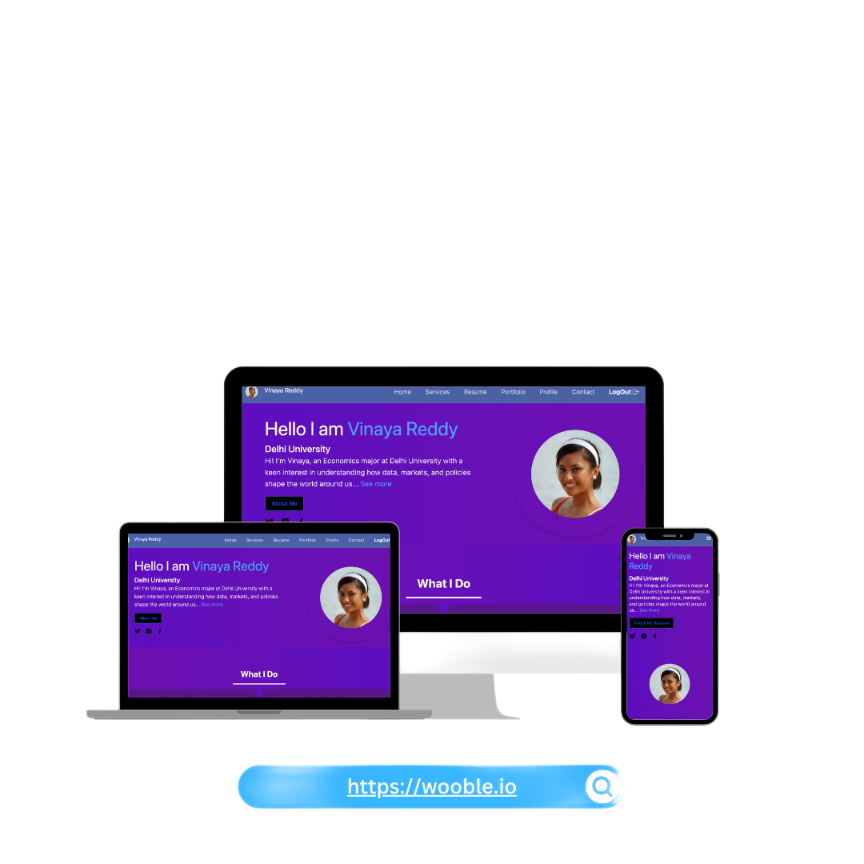 Vinaya Reddy
Home Services Resume Portfolio Profile Contact LogOut
Hello I am Vinaya Reddy
Delhi University
Hi! I'm Vinaya, an Economics major at Delhi University with a
keen interest in understanding how data, markets, and policies
shape the world around us... See more
About Me
What I Do
Vinaya Reddy
Home Services Resume Portfolio Profile Contact LogOut
Hello I am Vinaya Reddy
Delhi University
Hi! I'm Vinaya, an Economics major at Delhi University with a
keen interest in understanding how data, markets, and policies
shape the world around us... See more
About Me
What I Do
Hello I am Vinaya
Reddy
Delhi University
Hi! I'm Vinaya, an Economics major at
Delhi University with a keen interest in
understanding how data, markets,
and policies shape the world around
us... See more
Check My Resume
https://wooble.io